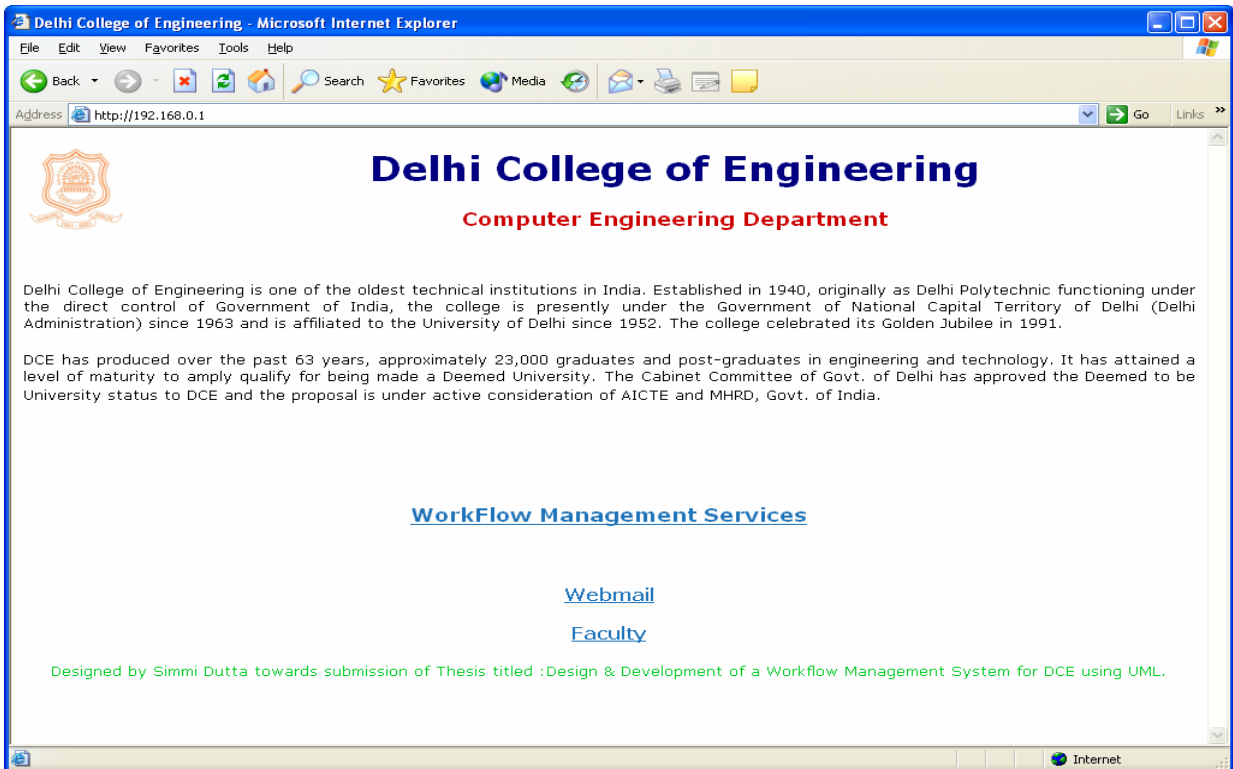 Delhi College of Engineering - Microsoft Internet Explorer
File Edit View Favorites Tools Help
Back Search Favorites Media
Address http://192.168.0.1 Go Links »
Delhi College of Engineering
Computer Engineering Department
Delhi College of Engineering is one of the oldest technical institutions in India. Established in 1940, originally as Delhi Polytechnic functioning under
the direct control of Government of India, the college is presently under the Government of National Capital Territory of Delhi (Delhi
Administration) since 1963 and is affiliated to the University of Delhi since 1952. The college celebrated its Golden Jubilee in 1991.
DCE has produced over the past 63 years, approximately 23,000 graduates and post-graduates in engineering and technology. It has attained a
level of maturity to amply qualify for being made a Deemed University. The Cabinet Committee of Govt. of Delhi has approved the Deemed to be
University status to DCE and the proposal is under active consideration of AICTE and MHRD, Govt. of India.
WorkFlow Management Services
Webmail
Faculty
Designed by Simmi Dutta towards submission of Thesis titled :Design & Development of a Workflow Management System for DCE using UML.
Internet